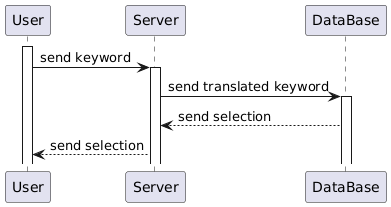 User Server DataBase
send keyword
send translated keyword
send selection
send selection
User Server DataBase